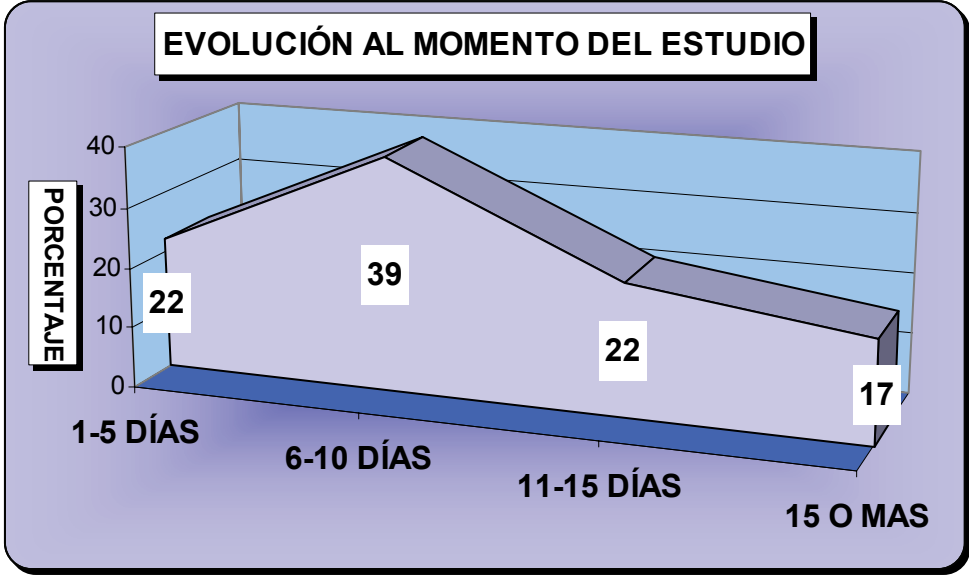 EVOLUCIÓN AL MOMENTO DEL ESTUDIO
PORCENTAJE
40
30
20
10
0
22
39
22
17
1-5 DÍAS
6-10 DÍAS
11-15 DÍAS
15 O MAS